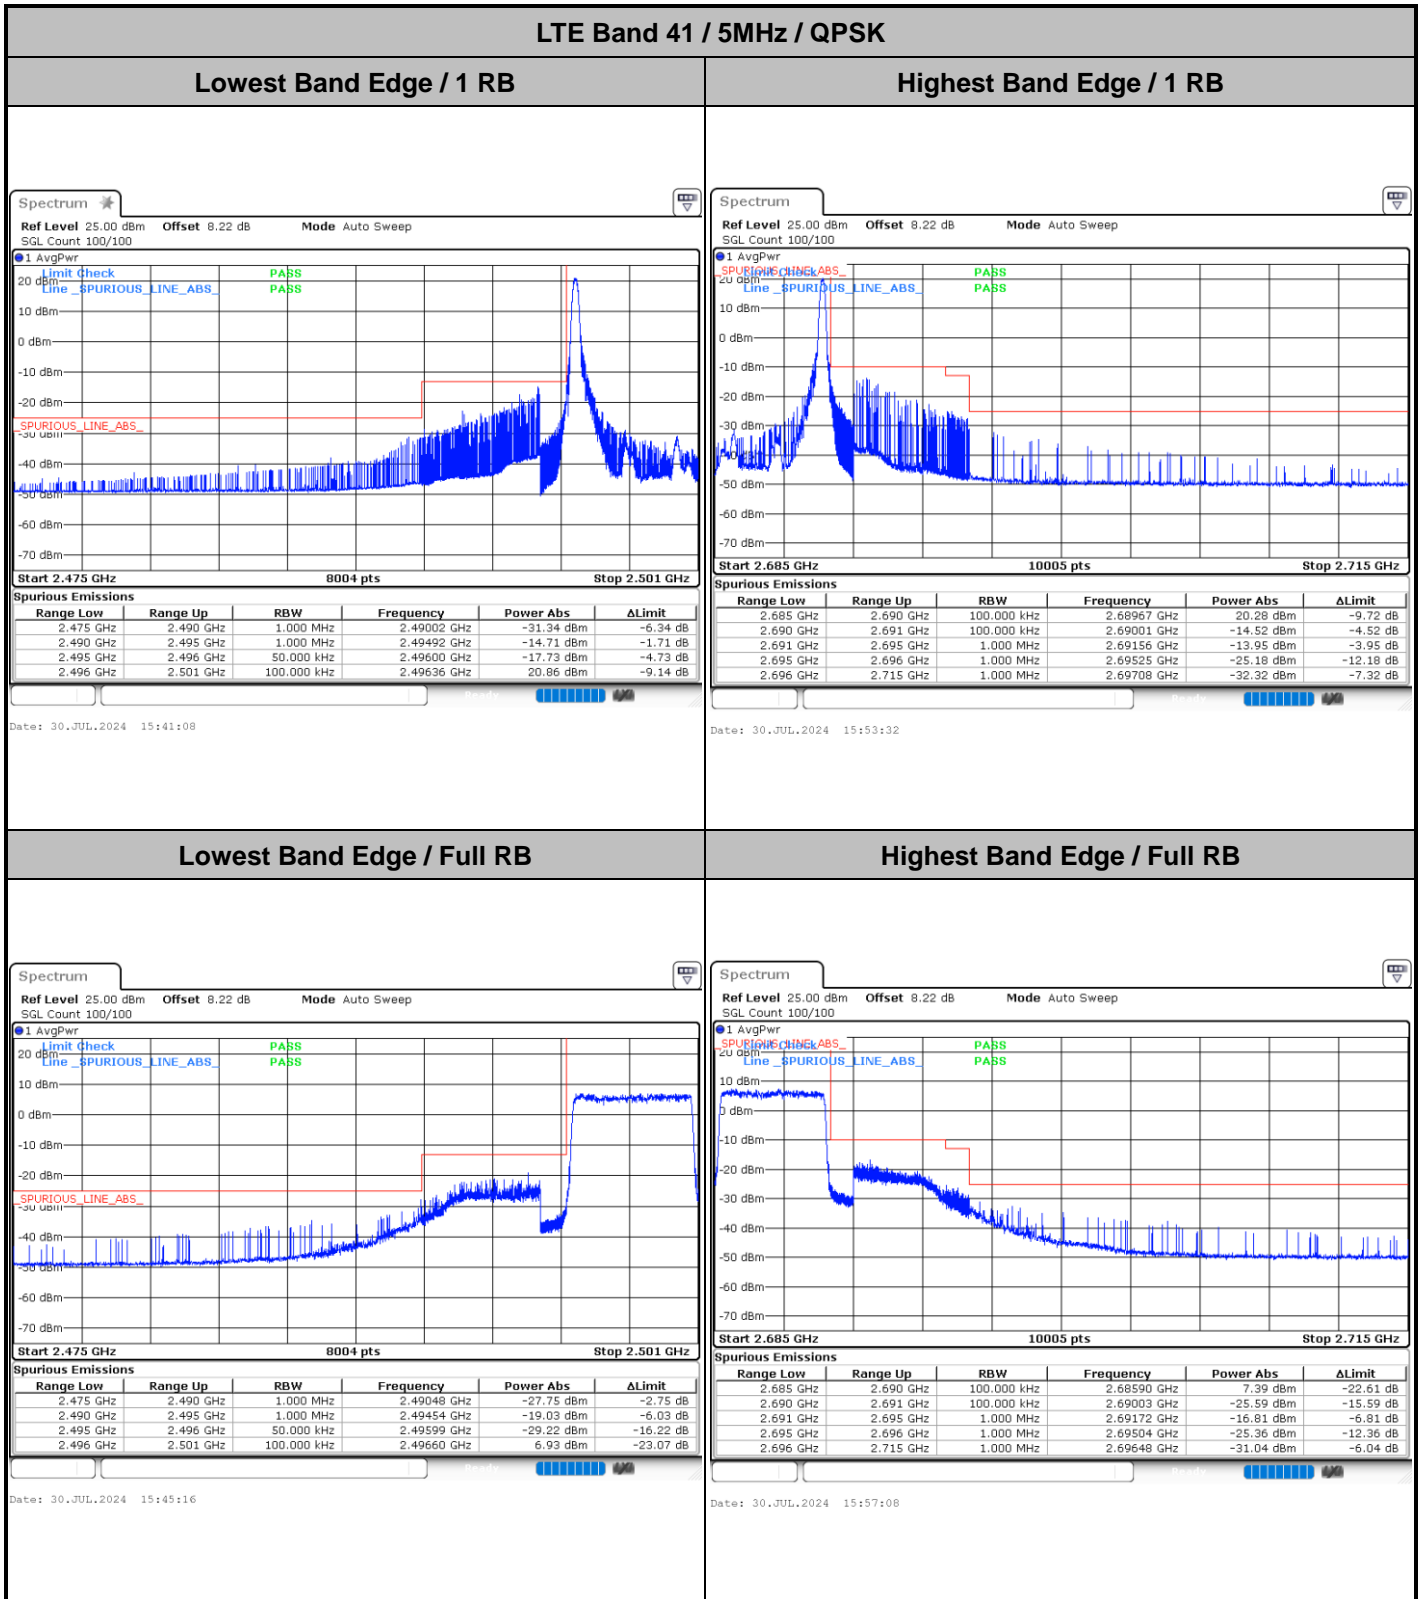 LTE Band 41 / 5MHz / QPSK
Lowest Band Edge / 1 RB
Highest Band Edge / 1 RB
Spectrum
Ref Level 25.00 dBm Offset 8.22 dB Mode Auto Sweep
SGL Count 100/100
1 AvgPwr
Limit Check PASS
20 dBm
Line _SPURIOUS_LINE_ABS_ PASS
10 dBm
0 dBm
-10 dBm
-20 dBm
_SPURIOUS_LINE_ABS_
-30 dBm
-40 dBm
-50 dBm
-60 dBm
-70 dBm
Start 2.475 GHz 8004 pts Stop 2.501 GHz
Spurious Emissions
Range Low Range Up RBW Frequency Power Abs ΔLimit
2.475 GHz 2.490 GHz 1.000 MHz 2.49002 GHz -31.34 dBm -6.34 dB
2.490 GHz 2.495 GHz 1.000 MHz 2.49492 GHz -14.71 dBm -1.71 dB
2.495 GHz 2.496 GHz 50.000 kHz 2.49600 GHz -17.73 dBm -4.73 dB
2.496 GHz 2.501 GHz 100.000 kHz 2.49636 GHz 20.86 dBm -9.14 dB
Ready
Date: 30.JUL.2024 15:41:08
Spectrum
Ref Level 25.00 dBm Offset 8.22 dB Mode Auto Sweep
SGL Count 100/100
1 AvgPwr
_SPURIOUS_LINE_ABS_
Limit Check PASS
20 dBm
Line _SPURIOUS_LINE_ABS_ PASS
10 dBm
0 dBm
-10 dBm
-20 dBm
-30 dBm
-40 dBm
-50 dBm
-60 dBm
-70 dBm
Start 2.685 GHz 10005 pts Stop 2.715 GHz
Spurious Emissions
Range Low Range Up RBW Frequency Power Abs ΔLimit
2.685 GHz 2.690 GHz 100.000 kHz 2.68967 GHz 20.28 dBm -9.72 dB
2.690 GHz 2.691 GHz 100.000 kHz 2.69001 GHz -14.52 dBm -4.52 dB
2.691 GHz 2.695 GHz 1.000 MHz 2.69156 GHz -13.95 dBm -3.95 dB
2.695 GHz 2.696 GHz 1.000 MHz 2.69525 GHz -25.18 dBm -12.18 dB
2.696 GHz 2.715 GHz 1.000 MHz 2.69708 GHz -32.32 dBm -7.32 dB
Ready
Date: 30.JUL.2024 15:53:32
Lowest Band Edge / Full RB
Highest Band Edge / Full RB
Spectrum
Ref Level 25.00 dBm Offset 8.22 dB Mode Auto Sweep
SGL Count 100/100
1 AvgPwr
Limit Check PASS
20 dBm
Line _SPURIOUS_LINE_ABS_ PASS
10 dBm
0 dBm
-10 dBm
-20 dBm
_SPURIOUS_LINE_ABS_
-30 dBm
-40 dBm
-50 dBm
-60 dBm
-70 dBm
Start 2.475 GHz 8004 pts Stop 2.501 GHz
Spurious Emissions
Range Low Range Up RBW Frequency Power Abs ΔLimit
2.475 GHz 2.490 GHz 1.000 MHz 2.49048 GHz -27.75 dBm -2.75 dB
2.490 GHz 2.495 GHz 1.000 MHz 2.49454 GHz -19.03 dBm -6.03 dB
2.495 GHz 2.496 GHz 50.000 kHz 2.49599 GHz -29.22 dBm -16.22 dB
2.496 GHz 2.501 GHz 100.000 kHz 2.49660 GHz 6.93 dBm -23.07 dB
Ready
Date: 30.JUL.2024 15:45:16
Spectrum
Ref Level 25.00 dBm Offset 8.22 dB Mode Auto Sweep
SGL Count 100/100
1 AvgPwr
_SPURIOUS_LINE_ABS_
Limit Check PASS
20 dBm
Line _SPURIOUS_LINE_ABS_ PASS
10 dBm
0 dBm
-10 dBm
-20 dBm
-30 dBm
-40 dBm
-50 dBm
-60 dBm
-70 dBm
Start 2.685 GHz 10005 pts Stop 2.715 GHz
Spurious Emissions
Range Low Range Up RBW Frequency Power Abs ΔLimit
2.685 GHz 2.690 GHz 100.000 kHz 2.68590 GHz 7.39 dBm -22.61 dB
2.690 GHz 2.691 GHz 100.000 kHz 2.69003 GHz -25.59 dBm -15.59 dB
2.691 GHz 2.695 GHz 1.000 MHz 2.69172 GHz -16.81 dBm -6.81 dB
2.695 GHz 2.696 GHz 1.000 MHz 2.69504 GHz -25.36 dBm -12.36 dB
2.696 GHz 2.715 GHz 1.000 MHz 2.69648 GHz -31.04 dBm -6.04 dB
Ready
Date: 30.JUL.2024 15:57:08